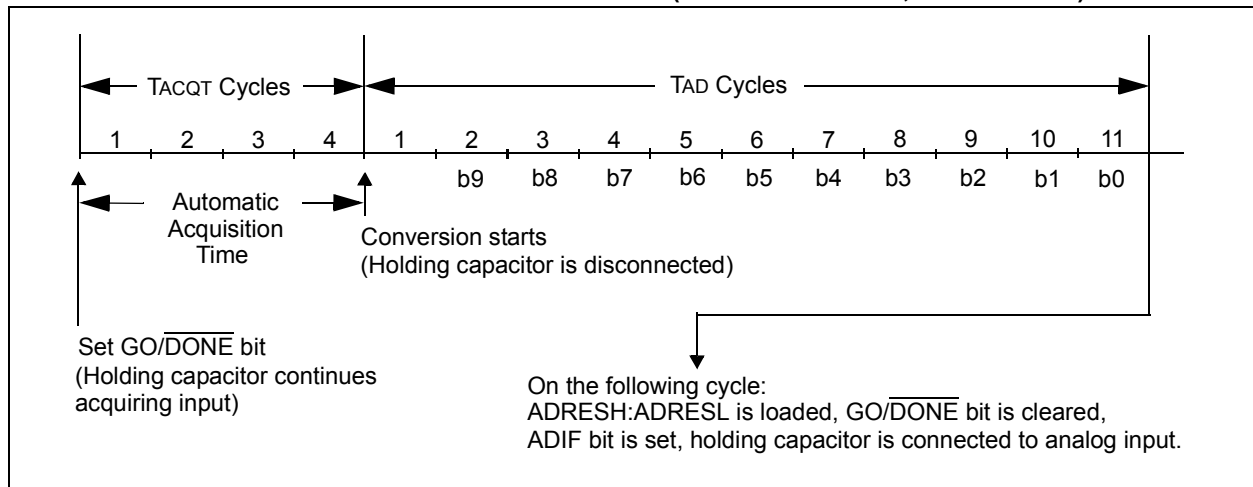 TACQT Cycles TAD Cycles
1 2 3 4 1 2 3 4 5 6 7 8 9 10 11
b9 b8 b7 b6 b5 b4 b3 b2 b1 b0
Automatic
Acquisition
Time
Conversion starts
(Holding capacitor is disconnected)
Set GO/DONE bit
(Holding capacitor continues
acquiring input)
On the following cycle:
ADRESH:ADRESL is loaded, GO/DONE bit is cleared,
ADIF bit is set, holding capacitor is connected to analog input.